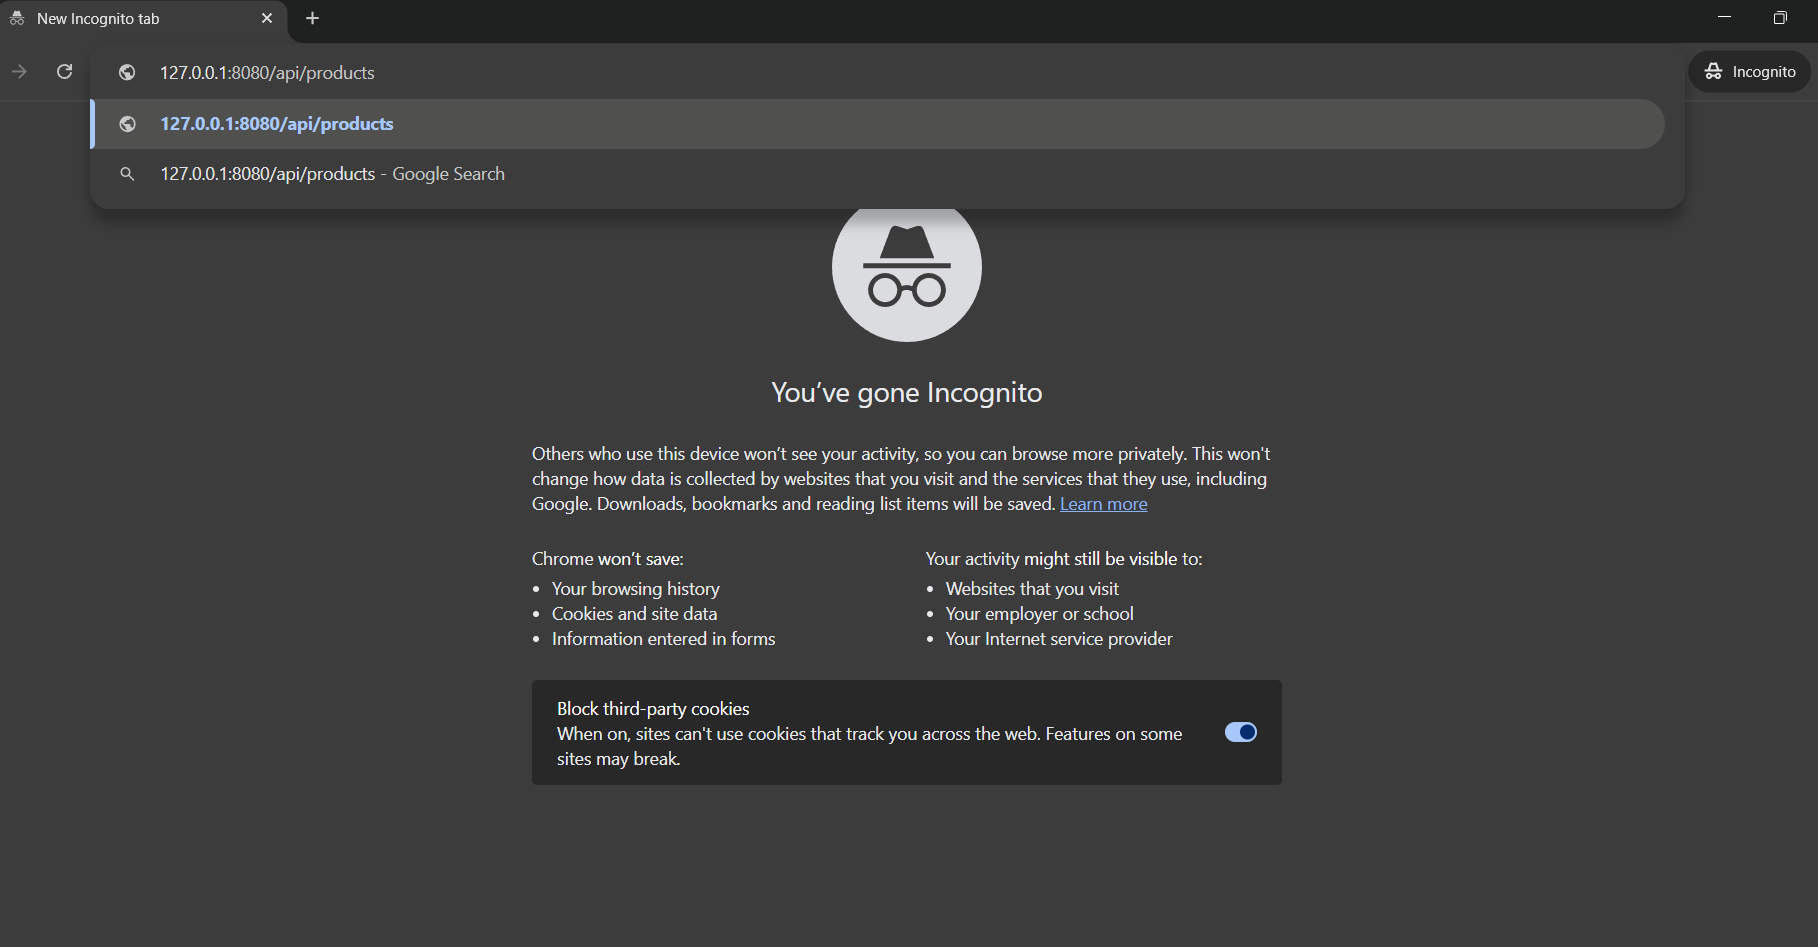 New Incognito tab
127.0.0.1:8080/api/products
Incognito
127.0.0.1:8080/api/products
127.0.0.1:8080/api/products - Google Search
You've gone Incognito
Others who use this device won't see your activity, so you can browse more privately. This won't
change how data is collected by websites that you visit and the services that they use, including
Google. Downloads, bookmarks and reading list items will be saved. Learn more
Chrome won't save:
Your browsing history
Cookies and site data
Information entered in forms
Your activity might still be visible to:
Websites that you visit
Your employer or school
Your Internet service provider
Block third-party cookies
When on, sites can't use cookies that track you across the web. Features on some
sites may break.